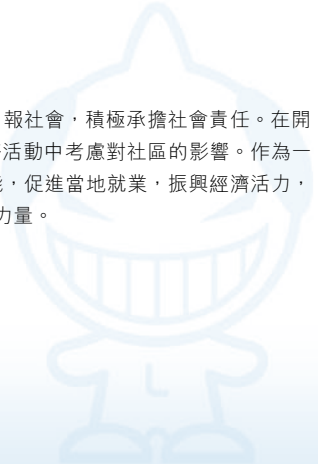 報社會，積極承擔社會責任。在開
活動中考慮對社區的影響。作為一
，促進當地就業，振興經濟活力，
力量。